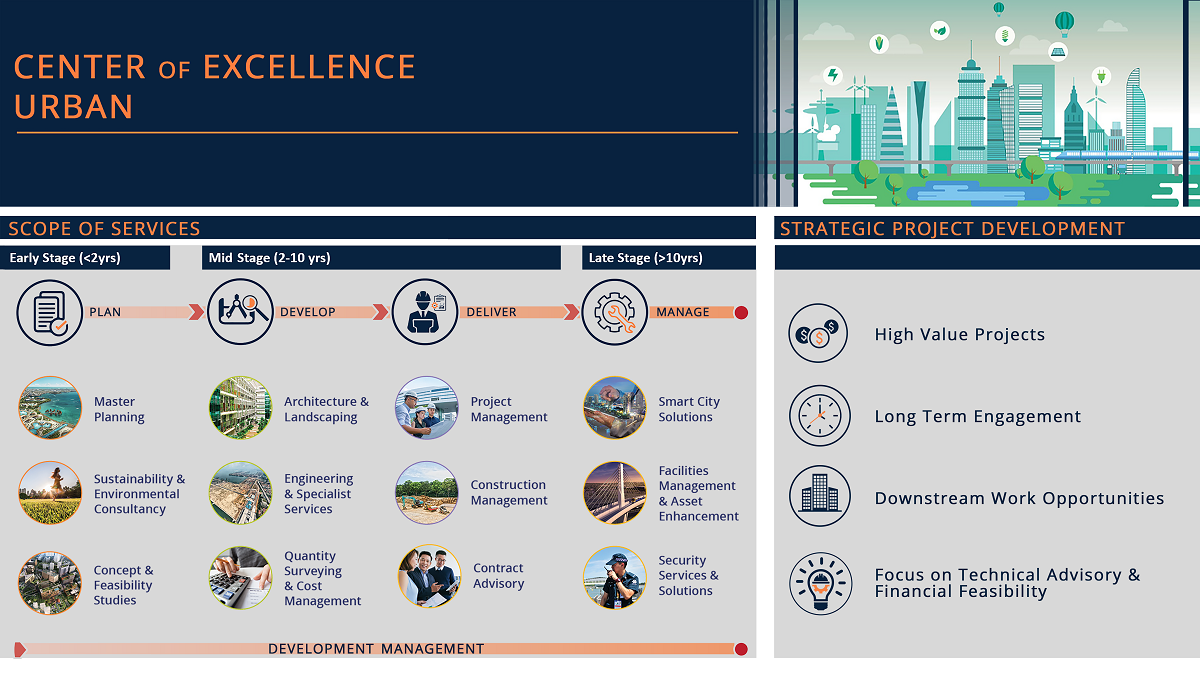 CENTER OF EXCELLENCE
URBAN
SCOPE OF SERVICES
Early Stage (<2yrs)
Mid Stage (2-10 yrs)
Late Stage (>10yrs)
PLAN
DEVELOP
DELIVER
MANAGE
Master
Planning
Architecture &
Landscaping
Project
Management
Smart City
Solutions
Sustainability &
Environmental
Consultancy
Engineering
& Specialist
Services
Construction
Management
Facilities
Management
& Asset
Enhancement
Concept &
Feasibility
Studies
Quantity
Surveying
& Cost
Management
Contract
Advisory
Security
Services &
Solutions
DEVELOPMENT MANAGEMENT
STRATEGIC PROJECT DEVELOPMENT
$ $ $
High Value Projects
Long Term Engagement
Downstream Work Opportunities
Focus on Technical Advisory &
Financial Feasibility